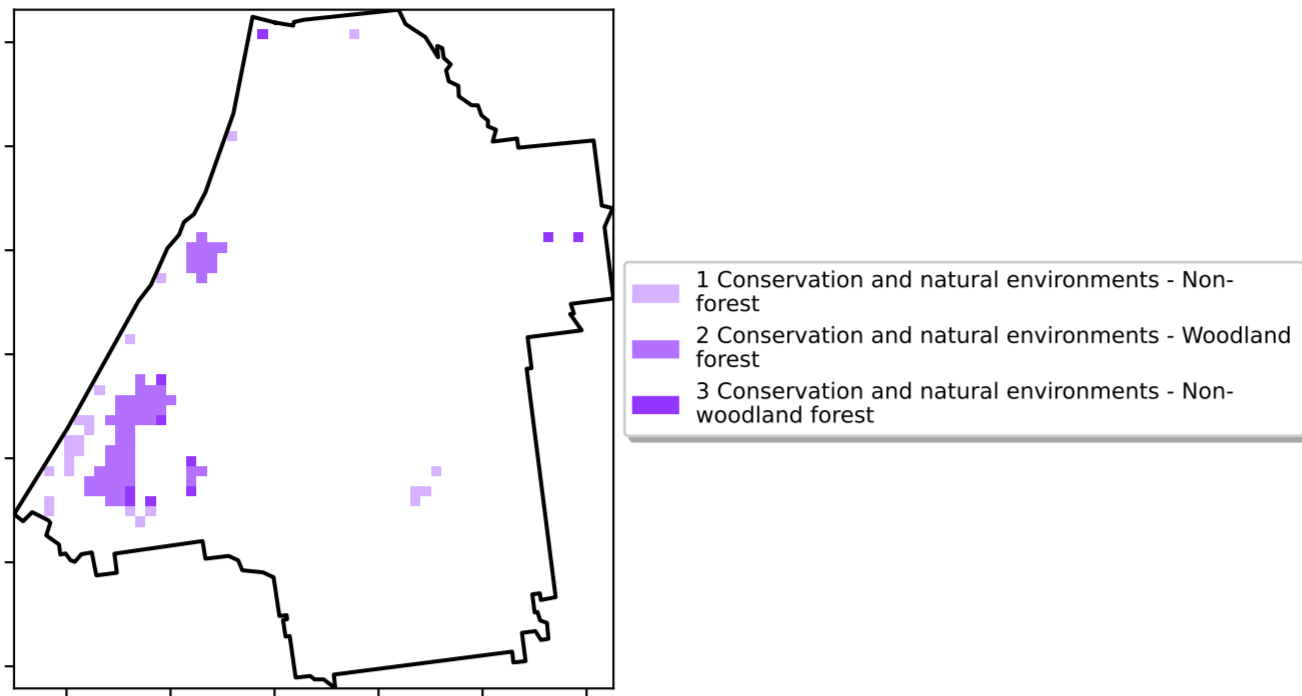 1 Conservation and natural environments - Non-
forest
2 Conservation and natural environments - Woodland
forest
3 Conservation and natural environments - Non-
woodland forest